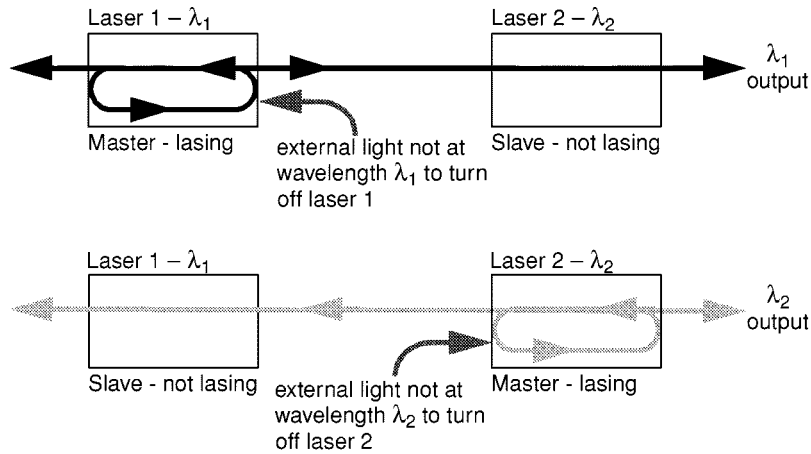 Laser 1 – λ1
Laser 2 – λ2
λ1
output
Master - lasing
Slave - not lasing
external light not at
wavelength λ1 to turn
off laser 1
Laser 1 – λ1
Laser 2 – λ2
λ2
output
Slave - not lasing
Master - lasing
external light not at
wavelength λ2 to turn
off laser 2